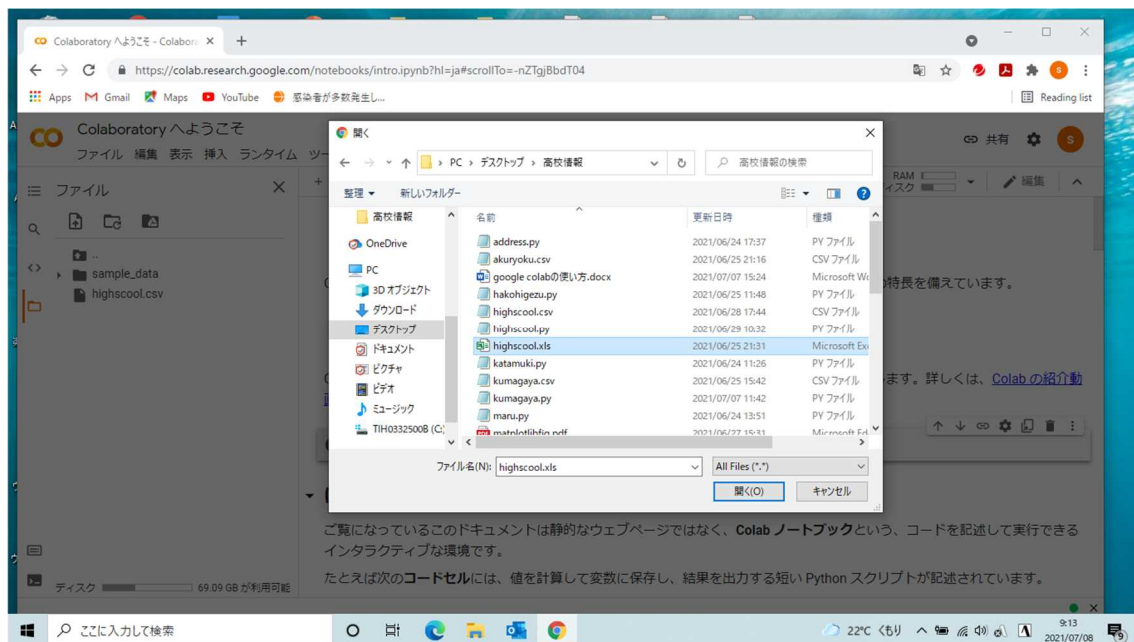 Colaboratory へようこそ - Colabor
https://colab.research.google.com/notebooks/intro.ipynb?hl=ja#scrollTo=-nZTgjBbdT04
Apps Gmail Maps YouTube 感染者が多数発生し... Reading list
Colaboratory へようこそ
ファイル 編集 表示 挿入 ランタイム
共有
RAM
編集
ファイル
..
sample_data
highscool.csv
ディスク 69.09 GB が利用可能
開く
PC › デスクトップ › 高校情報
高校情報の検索
整理 新しいフォルダー
高校情報
OneDrive
PC
3D オブジェクト
ダウンロード
デスクトップ
ドキュメント
ピクチャ
ビデオ
ミュージック
TIH0332500B (C:)
名前 更新日時 種類
address.py 2021/06/24 17:37 PY ファイル
akuryoku.csv 2021/06/25 21:16 CSV ファイル
google colabの使い方.docx 2021/07/07 15:24 Microsoft Wo
hakohigezu.py 2021/06/25 11:48 PY ファイル
highscool.csv 2021/06/28 17:44 CSV ファイル
highscool.py 2021/06/29 10:32 PY ファイル
highscool.xls 2021/06/25 21:31 Microsoft Ex
katamuki.py 2021/06/24 11:26 PY ファイル
kumagaya.csv 2021/06/25 15:42 CSV ファイル
kumagaya.py 2021/07/07 11:42 PY ファイル
maru.py 2021/06/24 13:51 PY ファイル
matplotlibfig.pdf 2021/06/27 15:31 Microsoft Ed
ファイル名(N): highscool.xls All Files (*.*)
開く(O) キャンセル
特長を備えています。
ます。詳しくは、Colab の紹介動
ご覧になっているこのドキュメントは静的なウェブページではなく、Colab ノートブックという、コードを記述して実行できる
インタラクティブな環境です。
たとえば次のコードセルには、値を計算して変数に保存し、結果を出力する短い Python スクリプトが記述されています。
ここに入力して検索
22°C くもり
A
9:13
2021/07/08